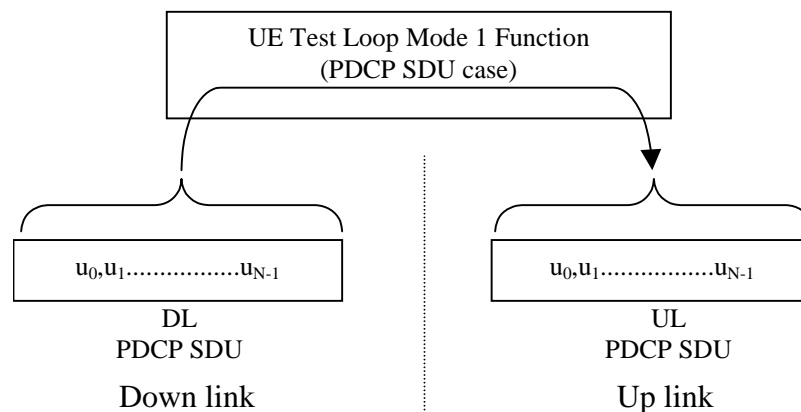 UE Test Loop Mode 1 Function
(PDCP SDU case)
u0,u1..................uN-1
u0,u1..................uN-1
DL
PDCP SDU
UL
PDCP SDU
Down link
Up link